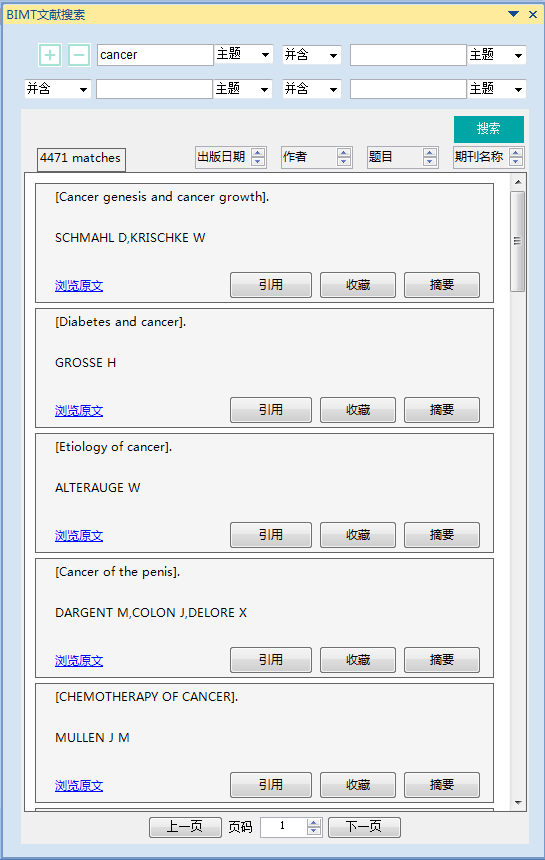 BIMT文献搜索
cancer 主题 并含 主题
并含 主题 并含 主题
搜索
4471 matches 出版日期 作者 题目 期刊名称
[Cancer genesis and cancer growth].
SCHMAHL D,KRISCHKE W
浏览原文 引用 收藏 摘要
[Diabetes and cancer].
GROSSE H
浏览原文 引用 收藏 摘要
[Etiology of cancer].
ALTERAUGE W
浏览原文 引用 收藏 摘要
[Cancer of the penis].
DARGENT M,COLON J,DELORE X
浏览原文 引用 收藏 摘要
[CHEMOTHERAPY OF CANCER].
MULLEN J M
浏览原文 引用 收藏 摘要
上一页 页码 1 下一页